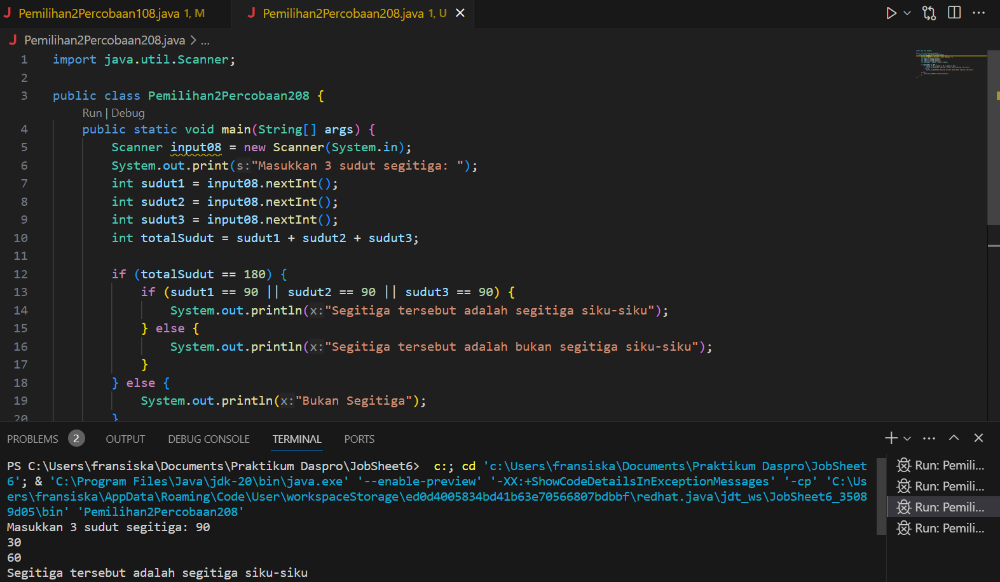 Pemilihan2Percobaan108.java 1, M
Pemilihan2Percobaan208.java 1, U
Pemilihan2Percobaan208.java > ...
1 import java.util.Scanner;
2
3 public class Pemilihan2Percobaan208 {
Run | Debug
4 public static void main(String[] args) {
5 Scanner input08 = new Scanner(System.in);
6 System.out.print(s:"Masukkan 3 sudut segitiga: ");
7 int sudut1 = input08.nextInt();
8 int sudut2 = input08.nextInt();
9 int sudut3 = input08.nextInt();
10 int totalSudut = sudut1 + sudut2 + sudut3;
11
12 if (totalSudut == 180) {
13 if (sudut1 == 90 || sudut2 == 90 || sudut3 == 90) {
14 System.out.println(x:"Segitiga tersebut adalah segitiga siku-siku");
15 } else {
16 System.out.println(x:"Segitiga tersebut adalah bukan segitiga siku-siku");
17 }
18 } else {
19 System.out.println(x:"Bukan Segitiga");
20 }
PROBLEMS 2 OUTPUT DEBUG CONSOLE TERMINAL PORTS
PS C:\Users\fransiska\Documents\Praktikum Daspro\JobSheet6> c:; cd 'c:\Users\fransiska\Documents\Praktikum Daspro\JobSheet
6'; & 'C:\Program Files\Java\jdk-20\bin\java.exe' '--enable-preview' '-XX:+ShowCodeDetailsInExceptionMessages' '-cp' 'C:\Us
ers\fransiska\AppData\Roaming\Code\User\workspaceStorage\ed0d4005834bd41b63e70566807bdbbf\redhat.java\jdt_ws\JobSheet6_3508
9d05\bin' 'Pemilihan2Percobaan208'
Masukkan 3 sudut segitiga: 90
30
60
Segitiga tersebut adalah segitiga siku-siku
Run: Pemili...
Run: Pemili...
Run: Pemili...
Run: Pemili...